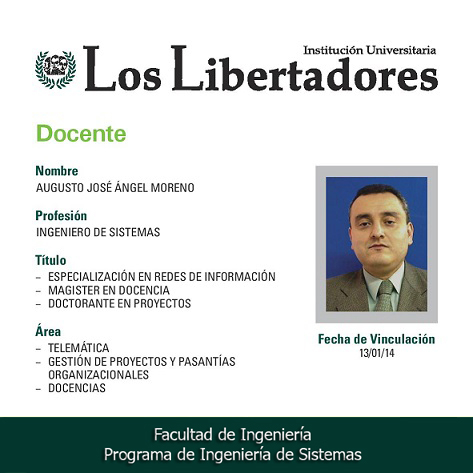 Institución Universitaria
Los Libertadores
Docente
Nombre
AUGUSTO JOSÉ ÁNGEL MORENO
Profesión
INGENIERO DE SISTEMAS
Título
– ESPECIALIZACIÓN EN REDES DE INFORMACIÓN
– MAGISTER EN DOCENCIA
– DOCTORANTE EN PROYECTOS
Área
– TELEMÁTICA
– GESTIÓN DE PROYECTOS Y PASANTÍAS
ORGANIZACIONALES
– DOCENCIAS
Fecha de Vinculación
13/01/14
Facultad de Ingeniería
Programa de Ingeniería de Sistemas